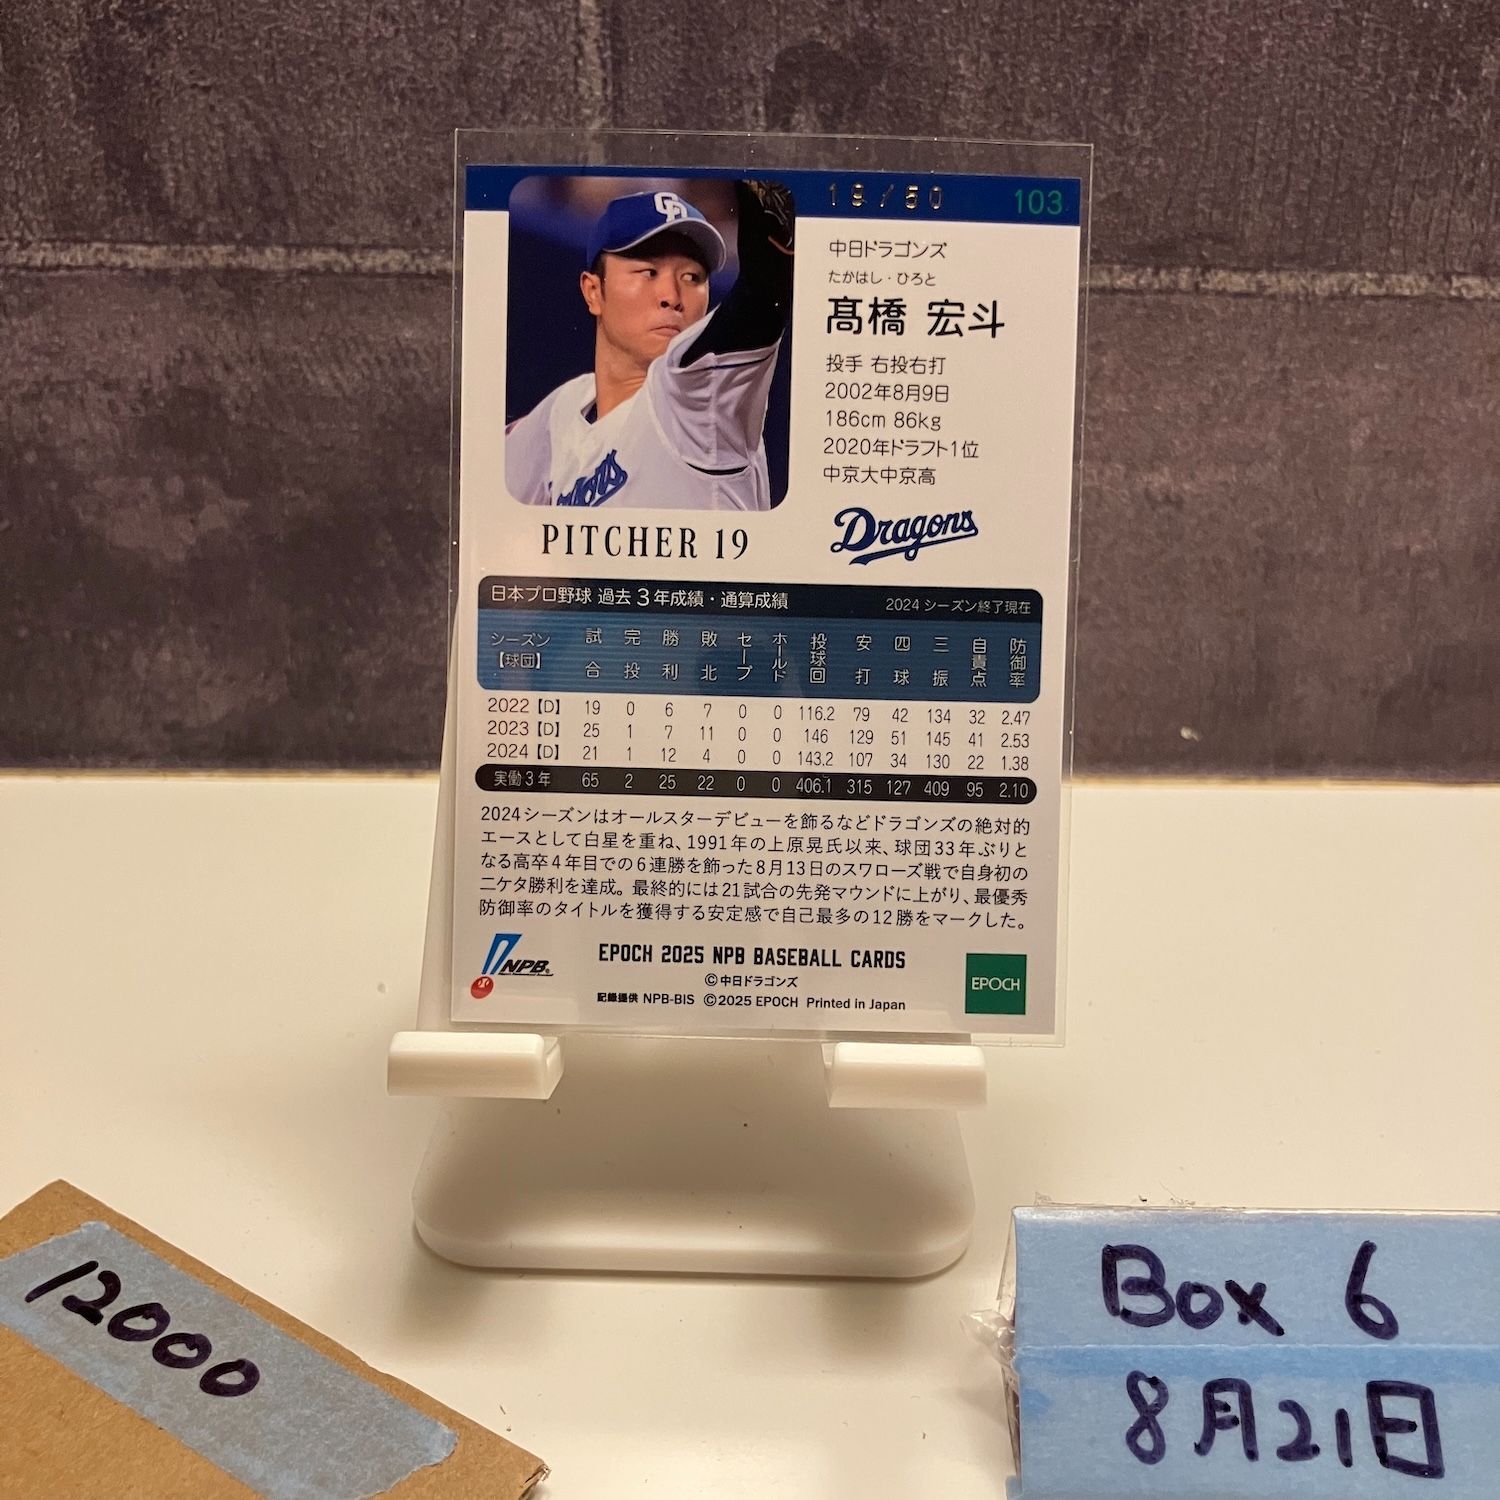 19/50
103
中日ドラゴンズ
たかはし・ひろと
髙橋 宏斗
投手 右投右打
2002年8月9日
186cm 86kg
2020年ドラフト1位
中京大中京高
Dragons
PITCHER 19
日本プロ野球 過去3年成績・通算成績 2024シーズン終了現在
シーズン【球団】 試合 完投 勝利 敗北 セーブ ホールド 投球回 安打 四球 三振 自責点 防御率
2022【D】 19 0 6 7 0 0 116.2 79 42 134 32 2.47
2023【D】 25 1 7 11 0 0 146 129 51 145 41 2.53
2024【D】 21 1 12 4 0 0 143.2 107 34 130 22 1.38
実働3年 65 2 25 22 0 0 406.1 315 127 409 95 2.10
2024シーズンはオールスターデビューを飾るなどドラゴンズの絶対的
エースとして白星を重ね、1991年の上原晃氏以来、球団33年ぶりと
なる高卒4年目での6連勝を飾った8月13日のスワローズ戦で自身初の
二ケタ勝利を達成。最終的には21試合の先発マウンドに上がり、最優秀
防御率のタイトルを獲得する安定感で自己最多の12勝をマークした。
NPB
EPOCH 2025 NPB BASEBALL CARDS
©中日ドラゴンズ
記録提供 NPB-BIS ©2025 EPOCH Printed in Japan
EPOCH
12000
Box 6
8月21日